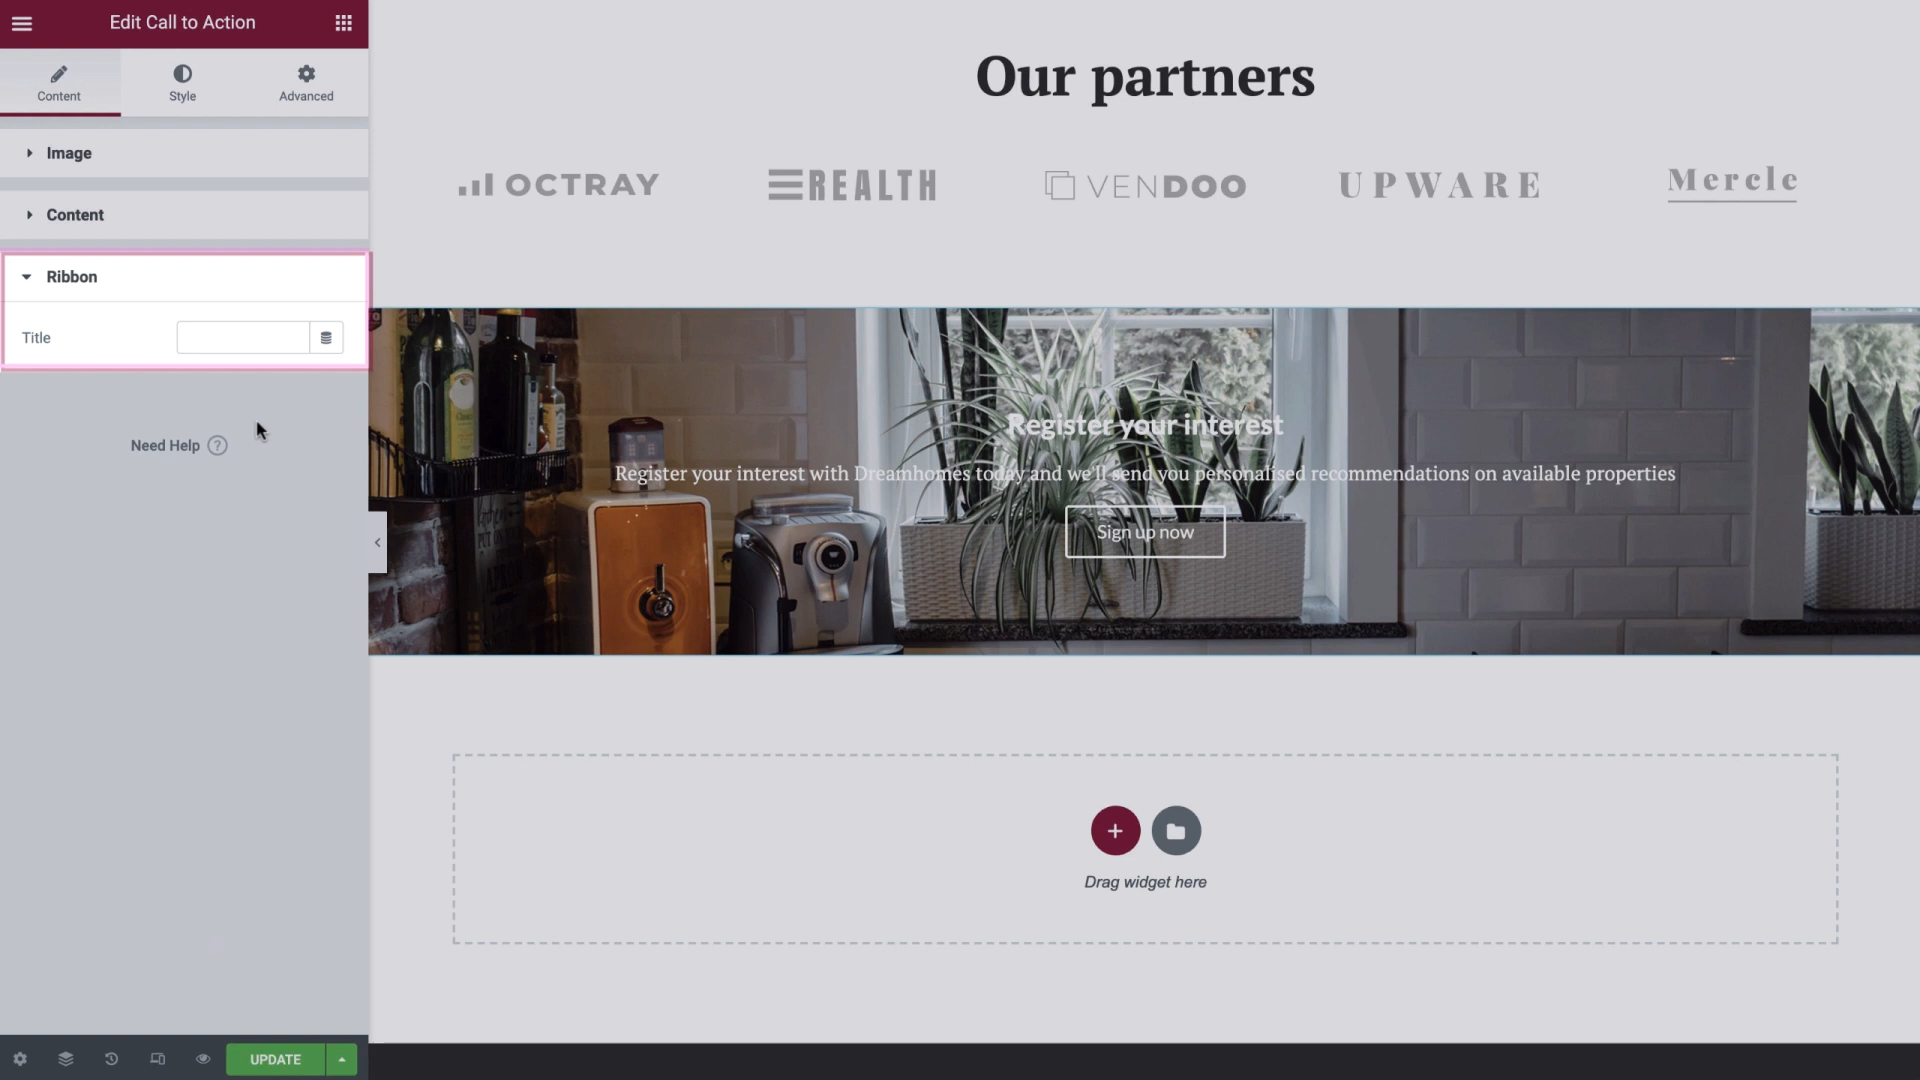 Edit Call to Action
Content
Style
Advanced
Image
Content
Ribbon
Title
Need Help ?
UPDATE
Our partners
OCTRAY
REALTH
VENDOO
UPWARE
Mercle
Register your interest
Register your interest with Dreamhomes today and we'll send you personalised recommendations on available properties
Sign up now
Drag widget here